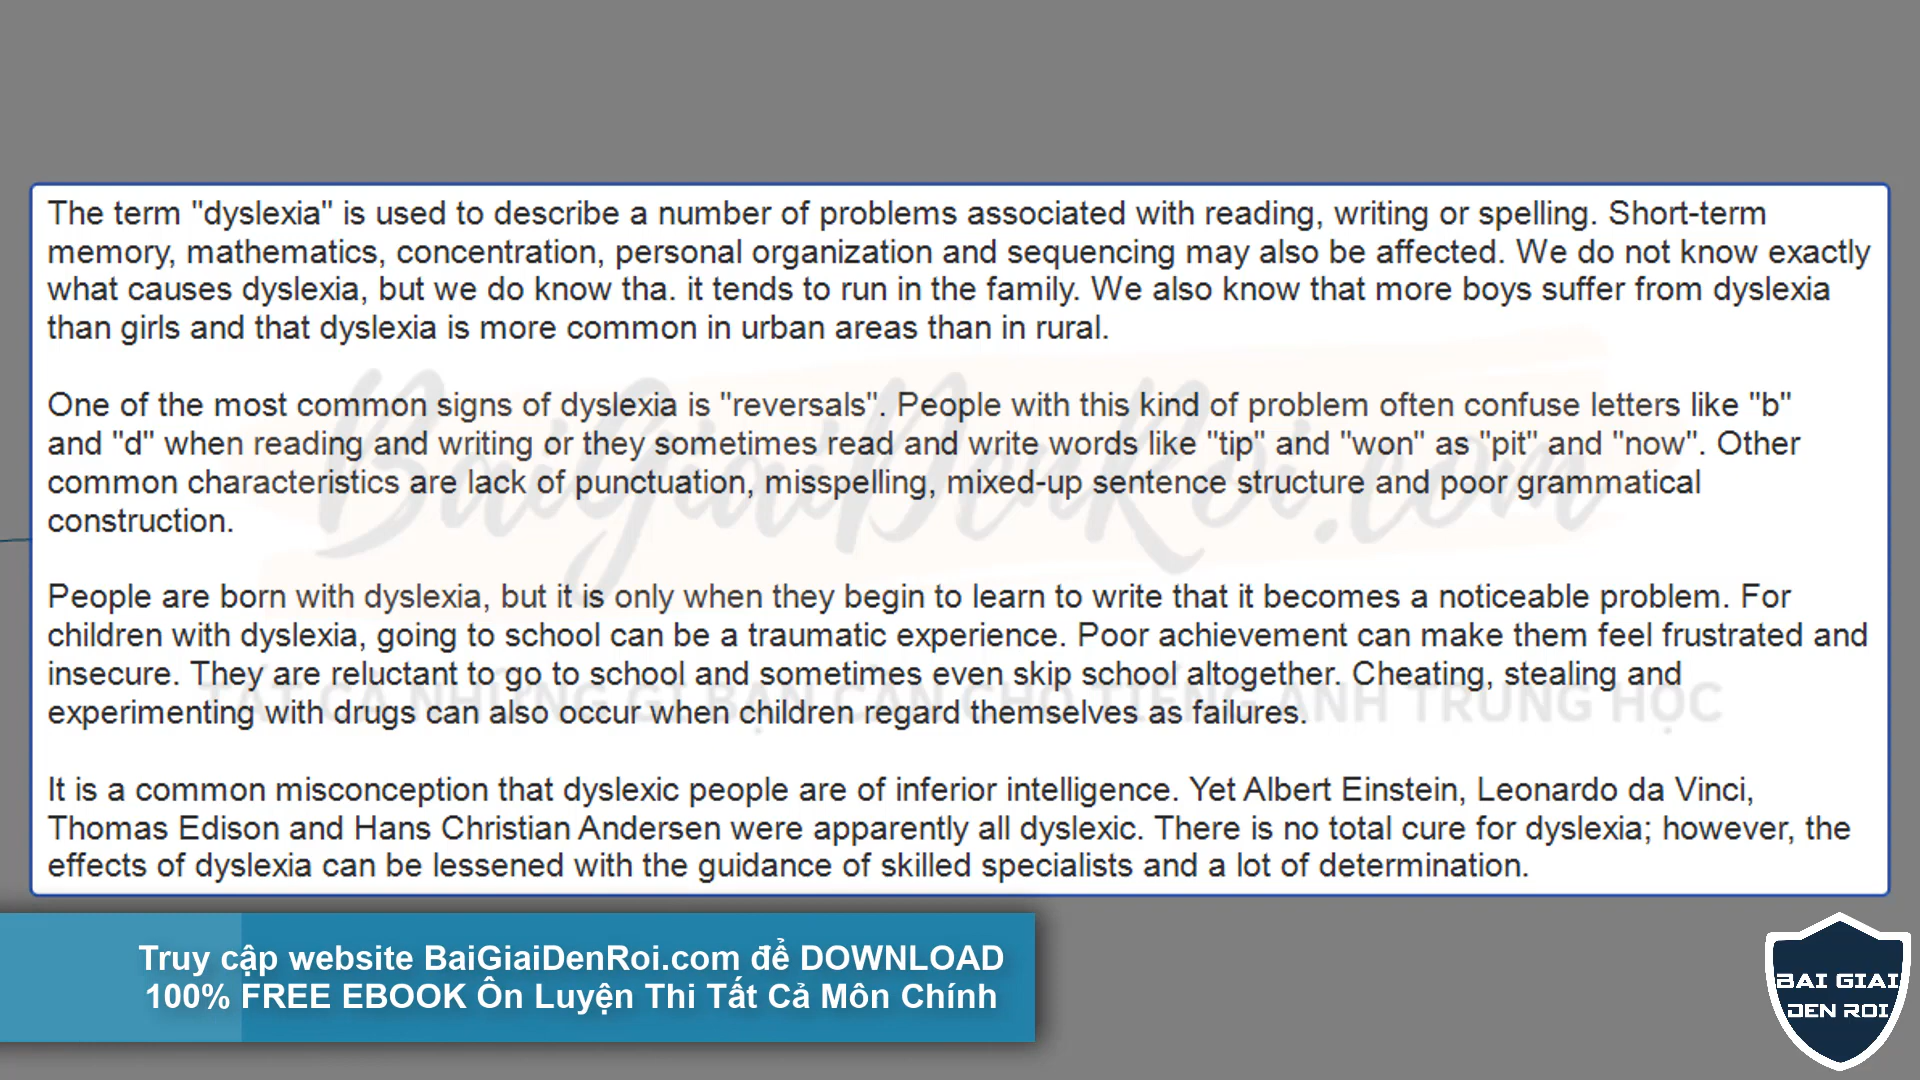 The term "dyslexia" is used to describe a number of problems associated with reading, writing or spelling. Short-term
memory, mathematics, concentration, personal organization and sequencing may also be affected. We do not know exactly
what causes dyslexia, but we do know tha. it tends to run in the family. We also know that more boys suffer from dyslexia
than girls and that dyslexia is more common in urban areas than in rural.
One of the most common signs of dyslexia is "reversals". People with this kind of problem often confuse letters like "b"
and "d" when reading and writing or they sometimes read and write words like "tip" and "won" as "pit" and "now". Other
common characteristics are lack of punctuation, misspelling, mixed-up sentence structure and poor grammatical
construction.
BaiGiaiDenRoi.com
People are born with dyslexia, but it is only when they begin to learn to write that it becomes a noticeable problem. For
children with dyslexia, going to school can be a traumatic experience. Poor achievement can make them feel frustrated and
insecure. They are reluctant to go to school and sometimes even skip school altogether. Cheating, stealing and
experimenting with drugs can also occur when children regard themselves as failures.
TẤT CẢ NHỮNG GÌ BẠN CẦN CHO TIẾNG ANH TRUNG HỌC
It is a common misconception that dyslexic people are of inferior intelligence. Yet Albert Einstein, Leonardo da Vinci,
Thomas Edison and Hans Christian Andersen were apparently all dyslexic. There is no total cure for dyslexia; however, the
effects of dyslexia can be lessened with the guidance of skilled specialists and a lot of determination.
Truy cập website BaiGiaiDenRoi.com để DOWNLOAD
100% FREE EBOOK Ôn Luyện Thi Tất Cả Môn Chính
BAI GIAI
DEN ROI